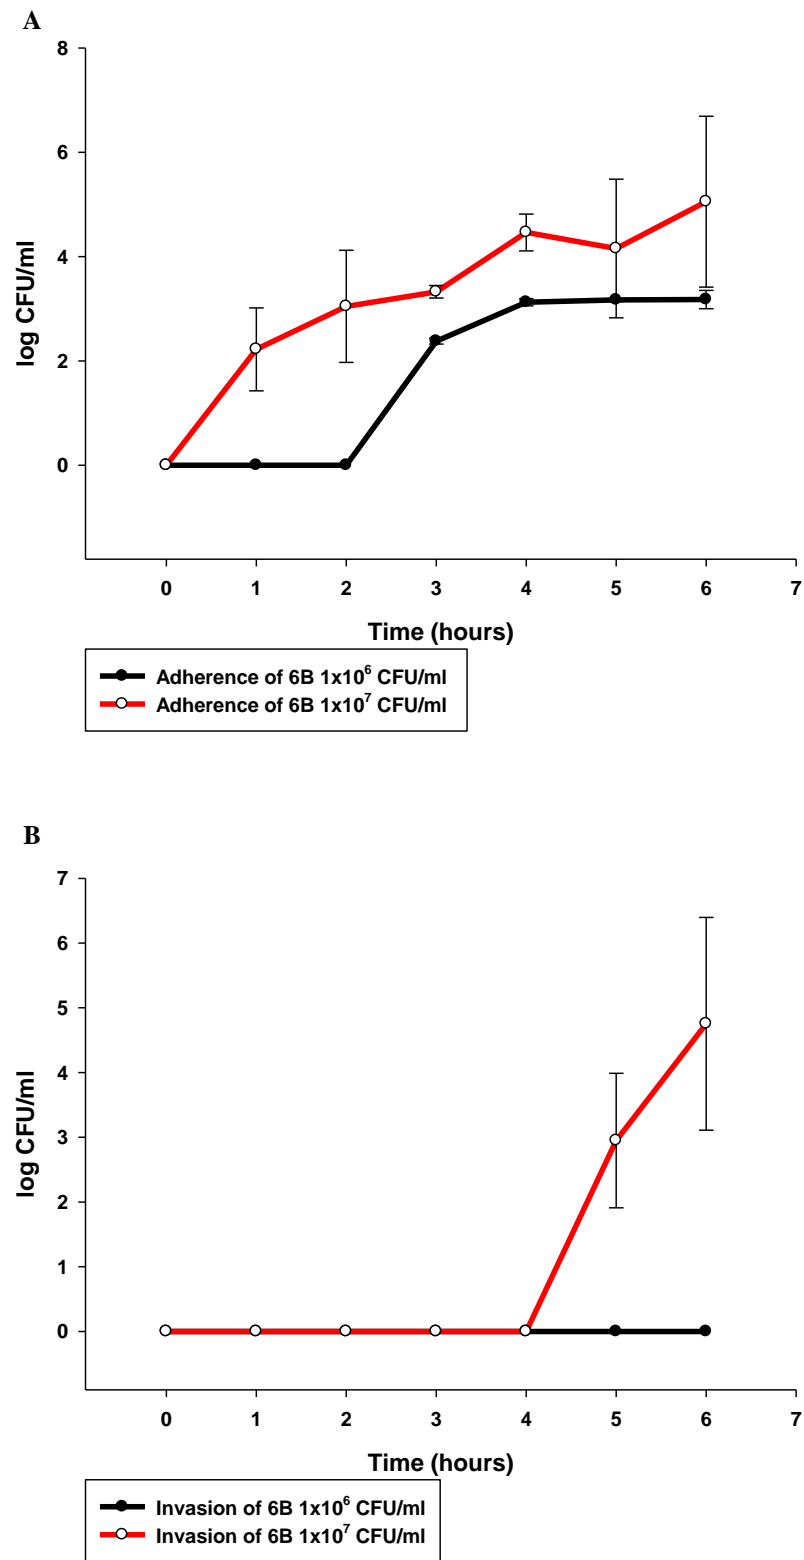 A
8
6
4
2
0
log CFU/ml
0 1 2 3 4 5 6 7
Time (hours)
Adherence of 6B 1x10⁶ CFU/ml
Adherence of 6B 1x10⁷ CFU/ml
B
7
6
5
4
3
2
1
0
log CFU/ml
0 1 2 3 4 5 6 7
Time (hours)
Invasion of 6B 1x10⁶ CFU/ml
Invasion of 6B 1x10⁷ CFU/ml